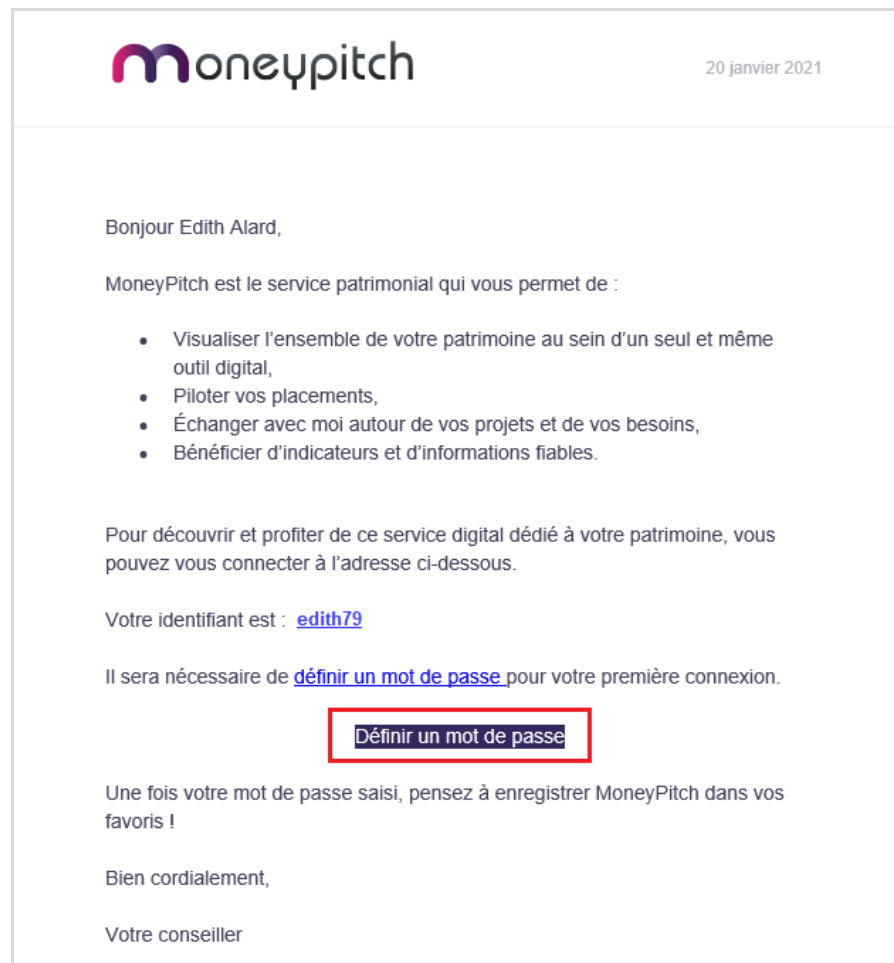 moneypitch
20 janvier 2021
Bonjour Edith Alard,
MoneyPitch est le service patrimonial qui vous permet de :
• Visualiser l’ensemble de votre patrimoine au sein d’un seul et même
outil digital,
• Piloter vos placements,
• Échanger avec moi autour de vos projets et de vos besoins,
• Bénéficier d’indicateurs et d’informations fiables.
Pour découvrir et profiter de ce service digital dédié à votre patrimoine, vous
pouvez vous connecter à l’adresse ci-dessous.
Votre identifiant est : edith79
Il sera nécessaire de définir un mot de passe pour votre première connexion.
Définir un mot de passe
Une fois votre mot de passe saisi, pensez à enregistrer MoneyPitch dans vos
favoris !
Bien cordialement,
Votre conseiller